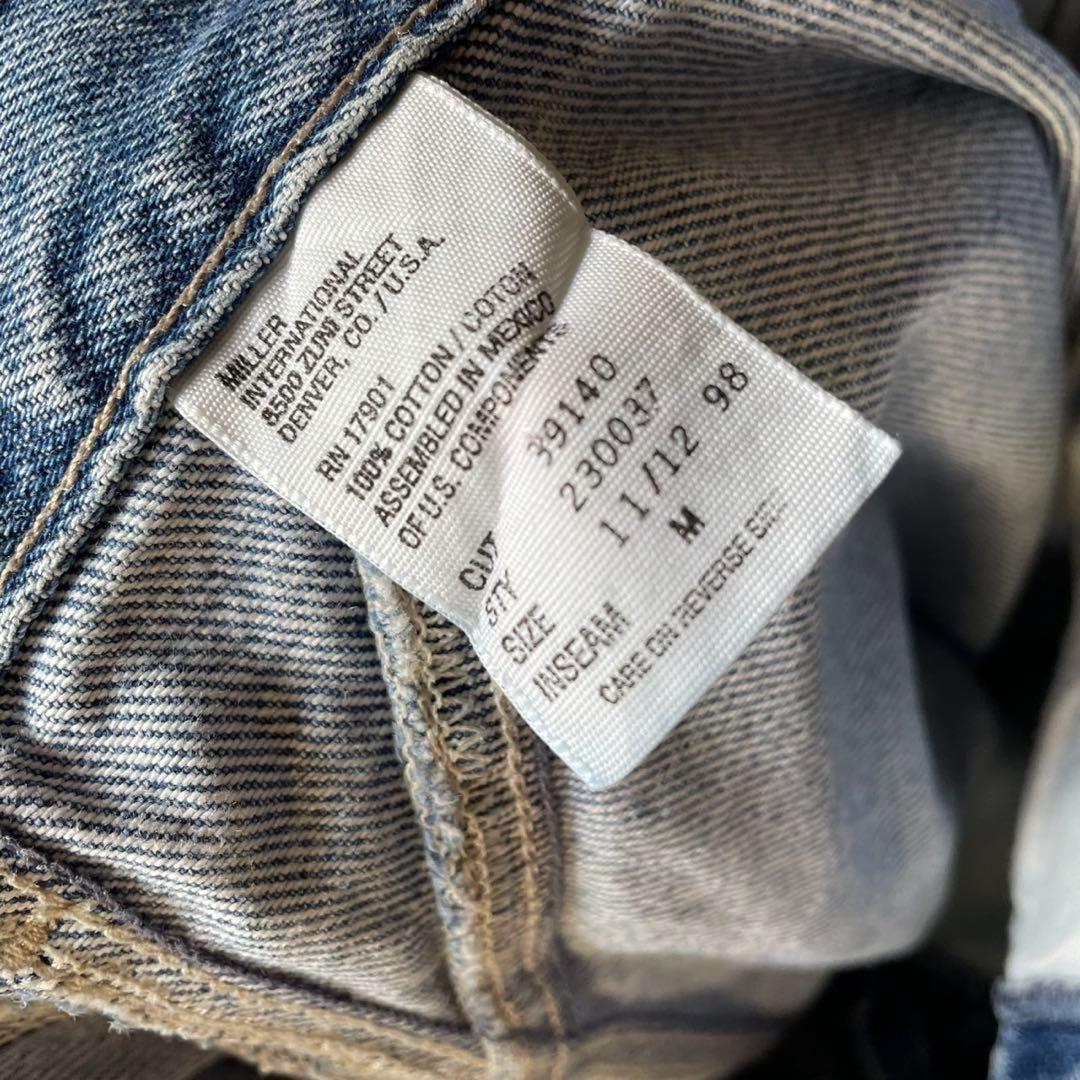 MILLER
INTERNATIONAL
8500 ZUNI STREET
DENVER, CO./U.S.A.
RN 17901
100% COTTON/COTON
ASSEMBLED IN MEXICO
OF U.S. COMPONENTS
CUT 39140
STY 230037
SIZE 11/12 98
INSEAM M
CARE ON REVERSE SIDE